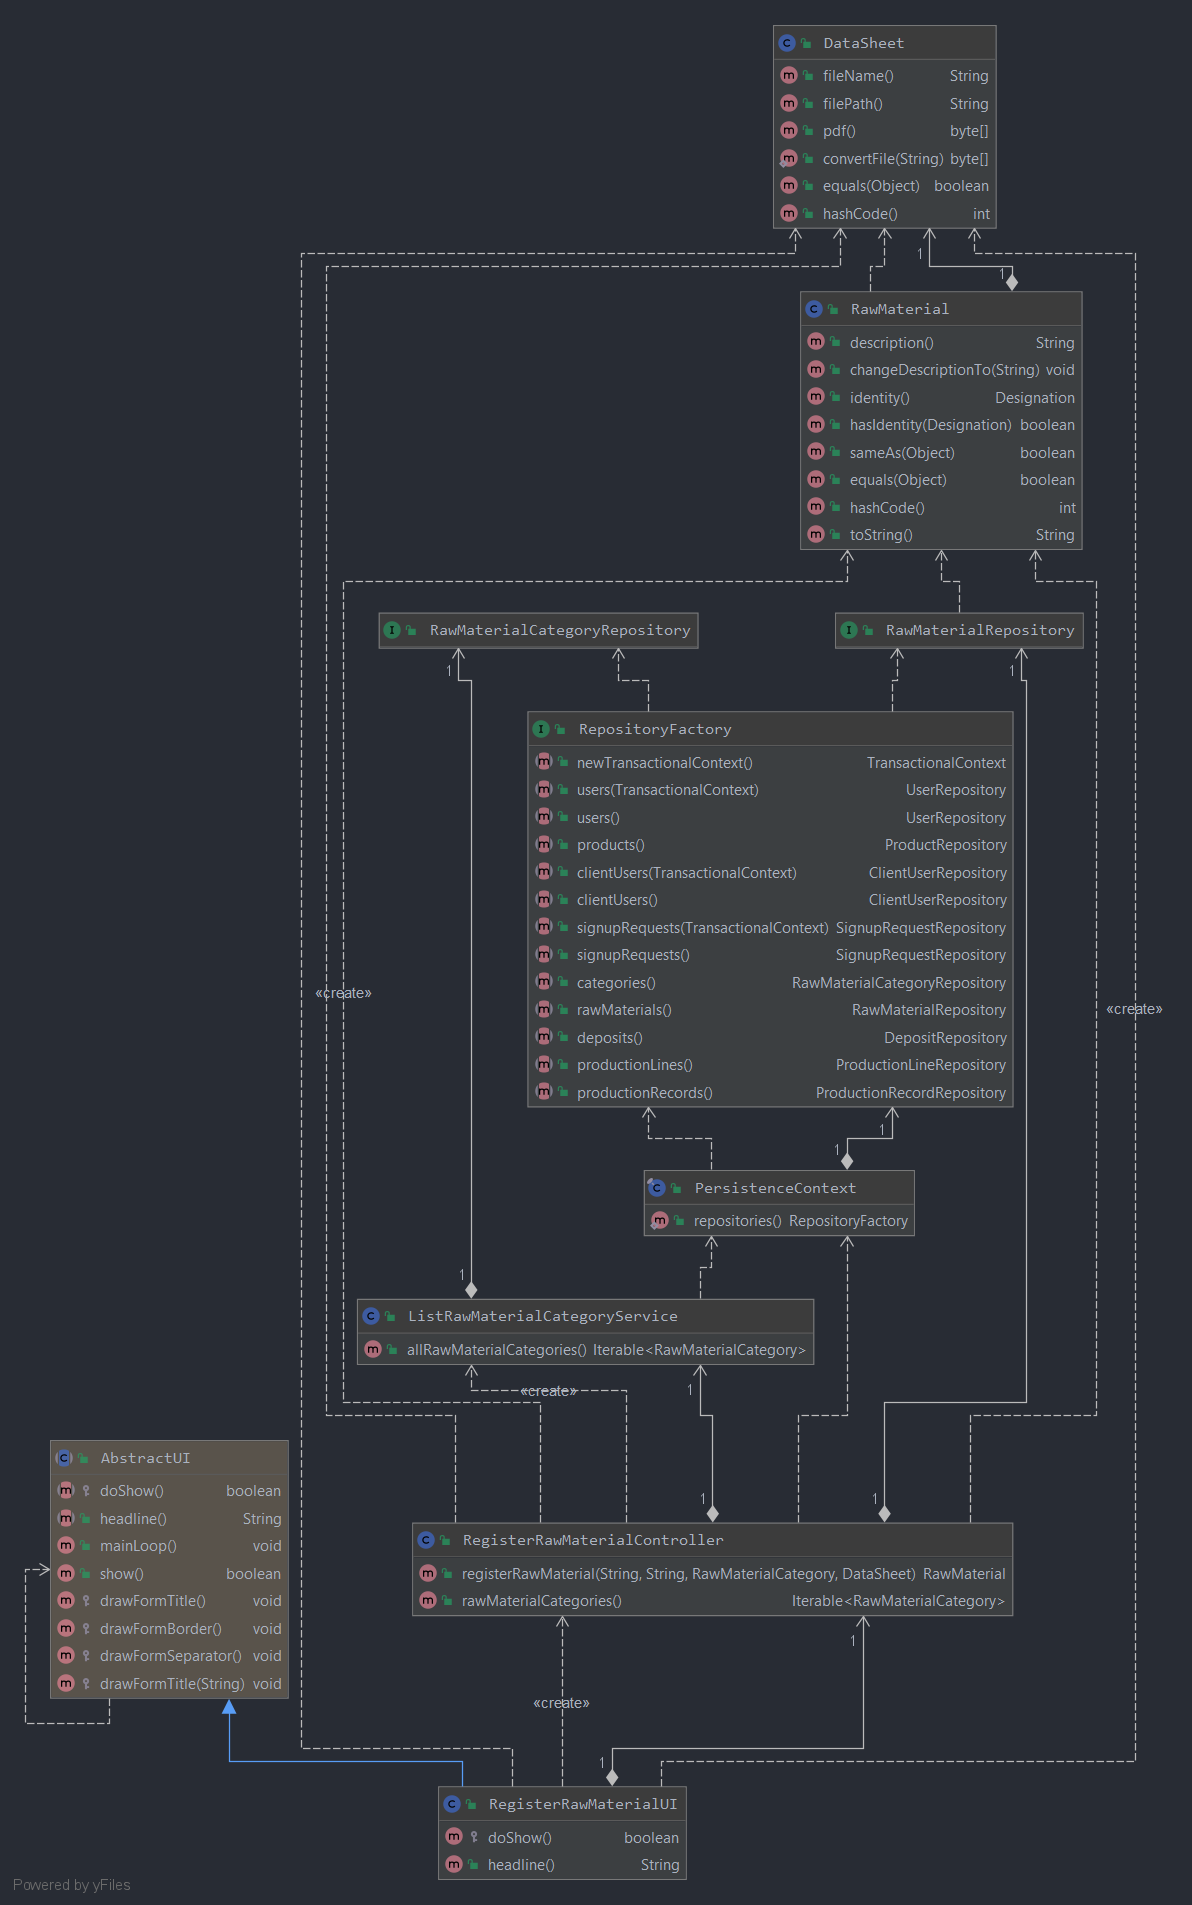 DataSheet
fileName() String
filePath() String
pdf() byte[]
convertFile(String) byte[]
equals(Object) boolean
hashCode() int
1
1
RawMaterial
description() String
changeDescriptionTo(String) void
identity() Designation
hasIdentity(Designation) boolean
sameAs(Object) boolean
equals(Object) boolean
hashCode() int
toString() String
RawMaterialCategoryRepository
RawMaterialRepository
1
1
RepositoryFactory
newTransactionalContext() TransactionalContext
users(TransactionalContext) UserRepository
users() UserRepository
products() ProductRepository
clientUsers(TransactionalContext) ClientUserRepository
clientUsers() ClientUserRepository
signupRequests(TransactionalContext) SignupRequestRepository
signupRequests() SignupRequestRepository
categories() RawMaterialCategoryRepository
rawMaterials() RawMaterialRepository
deposits() DepositRepository
productionLines() ProductionLineRepository
productionRecords() ProductionRecordRepository
«create»
«create»
1
1
PersistenceContext
repositories() RepositoryFactory
1
ListRawMaterialCategoryService
allRawMaterialCategories() Iterable<RawMaterialCategory>
1
«create»
AbstractUI
doShow() boolean
headline() String
mainLoop() void
show() boolean
drawFormTitle() void
drawFormBorder() void
drawFormSeparator() void
drawFormTitle(String) void
1
1
RegisterRawMaterialController
registerRawMaterial(String, String, RawMaterialCategory, DataSheet) RawMaterial
rawMaterialCategories() Iterable<RawMaterialCategory>
1
«create»
1
RegisterRawMaterialUI
doShow() boolean
headline() String
Powered by yFiles